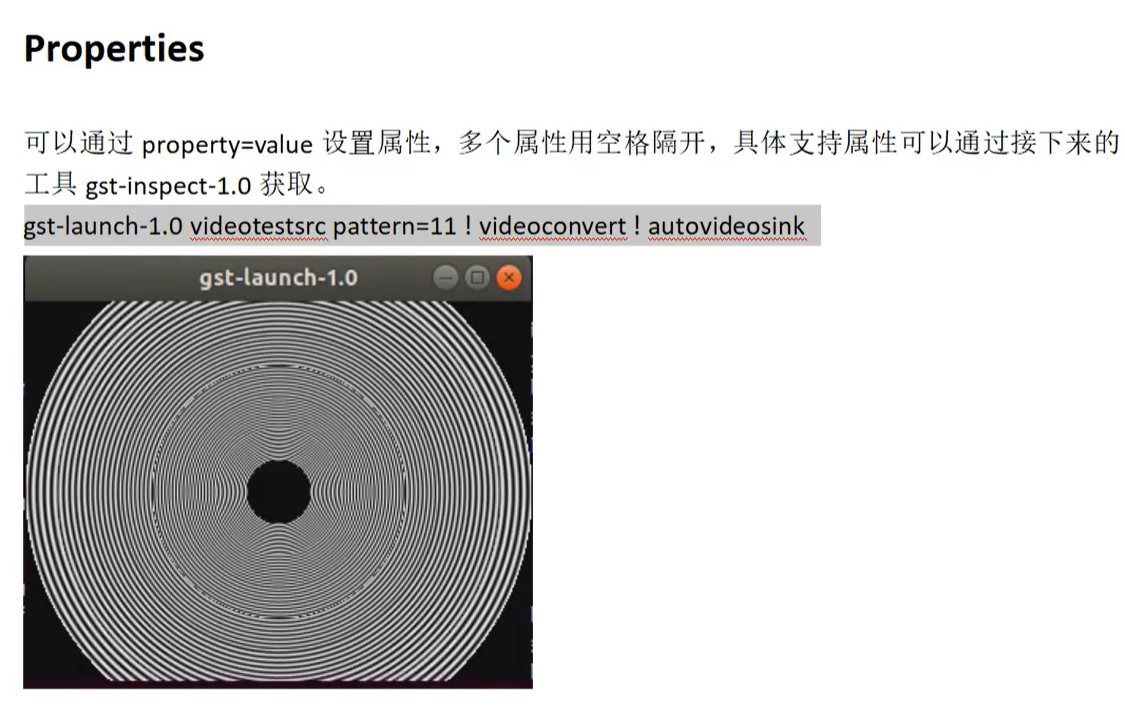 Properties
可以通过 property=value 设置属性，多个属性用空格隔开，具体支持属性可以通过接下来的
工具 gst-inspect-1.0 获取。
gst-launch-1.0 videotestsrc pattern=11 ! videoconvert ! autovideosink
gst-launch-1.0